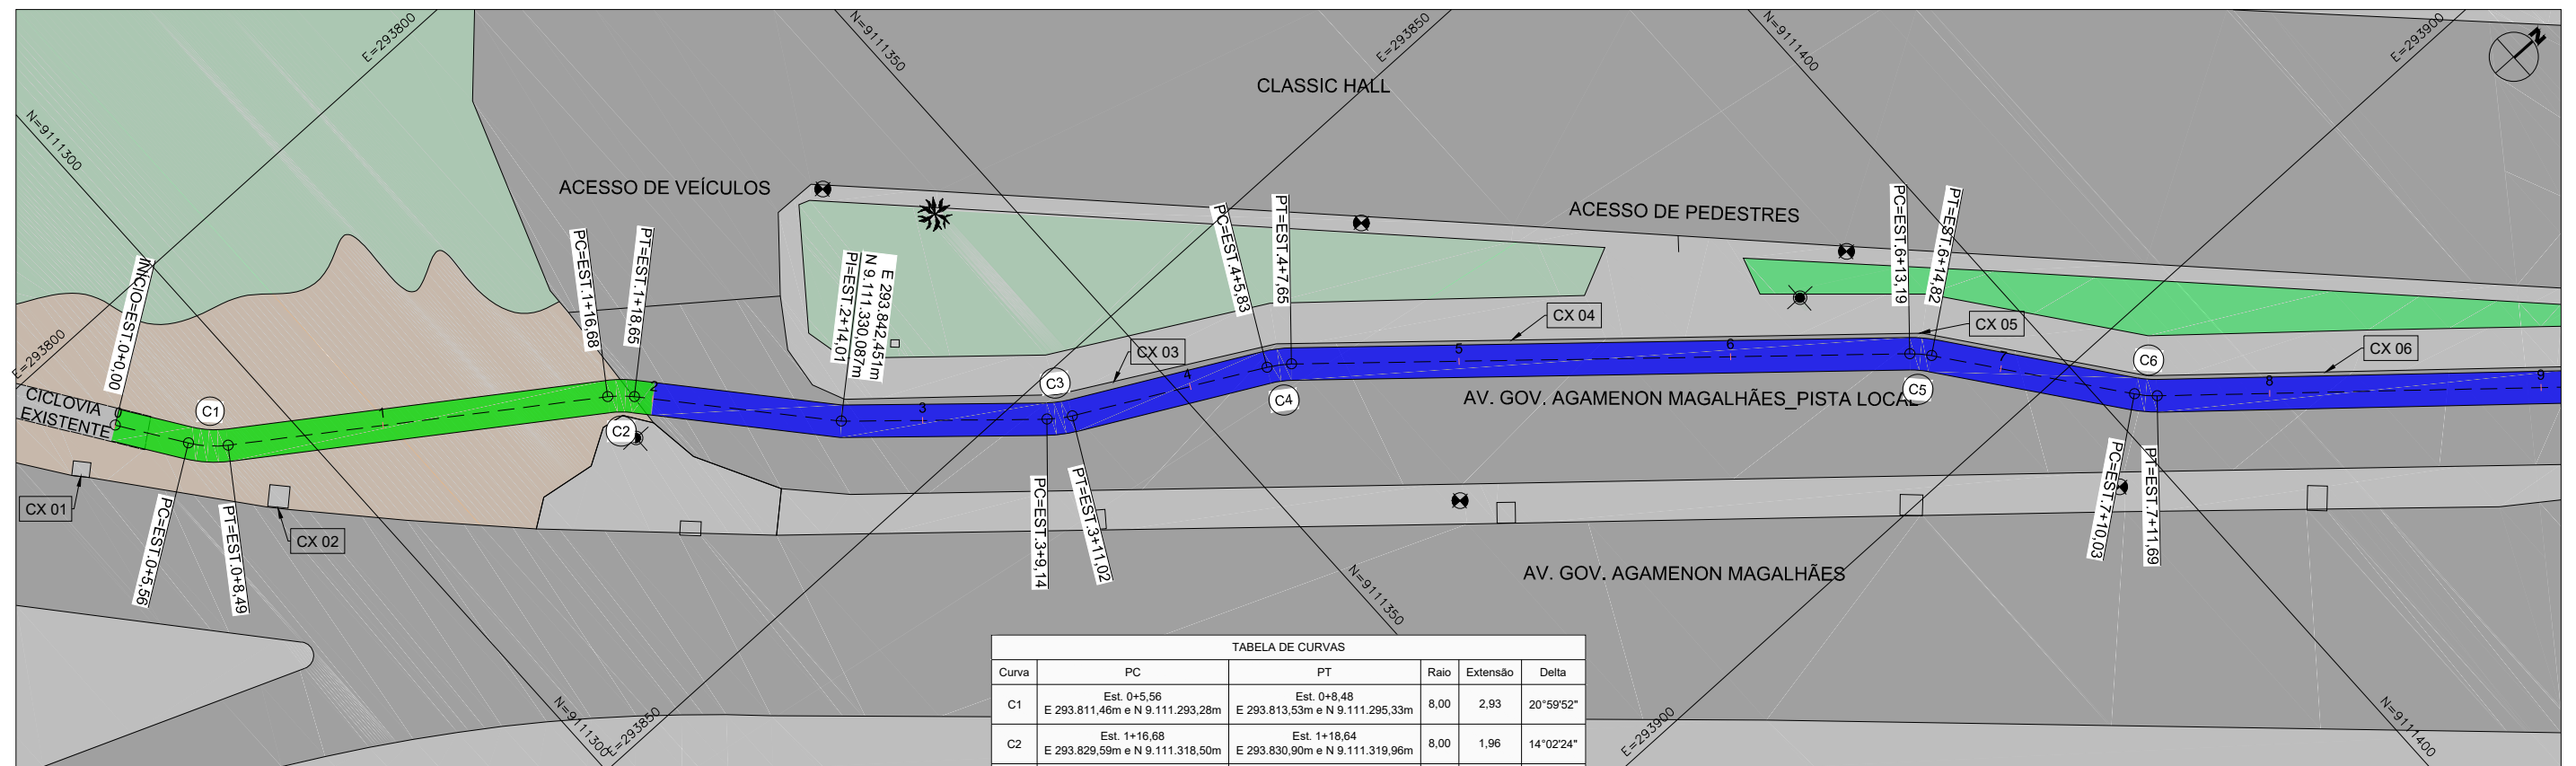 E=293800
N=9111350
E=293850
N=9111400
E=293900
N
CLASSIC HALL
N=9111300
ACESSO DE VEÍCULOS
ACESSO DE PEDESTRES
INÍCIO=EST.0+0,00
PC=EST.1+16,68
PT=EST.1+18,65
E 293.842,451m
N 9.111.330,087m
PI=EST.2+14,01
PC=EST.4+5,83
PT=EST.4+7,65
PC=EST.6+13,19
PT=EST.6+14,82
E=293800
CX 04
CX 05
CX 03
CX 06
C6
C3
C4
C5
C1
C2
0
1
2
3
4
5
6
7
8
9
CICLOVIA
EXISTENTE
AV. GOV. AGAMENON MAGALHÃES_PISTA LOCAL
CX 01
CX 02
PC=EST.0+5,56
PT=EST.0+8,49
PC=EST.3+9,14
PT=EST.3+11,02
PC=EST.7+10,03
PT=EST.7+11,69
AV. GOV. AGAMENON MAGALHÃES
N=9111350
N=9111300
E=293850
E=293900
N=9111400
TABELA DE CURVAS
Curva PC PT Raio Extensão Delta
Est. 0+5,56 Est. 0+8,48
C1 E 293.811,46m e N 9.111.293,28m E 293.813,53m e N 9.111.295,33m 8,00 2,93 20°59'52"
Est. 1+16,68 Est. 1+18,64
C2 E 293.829,59m e N 9.111.318,50m E 293.830,90m e N 9.111.319,96m 8,00 1,96 14°02'24"